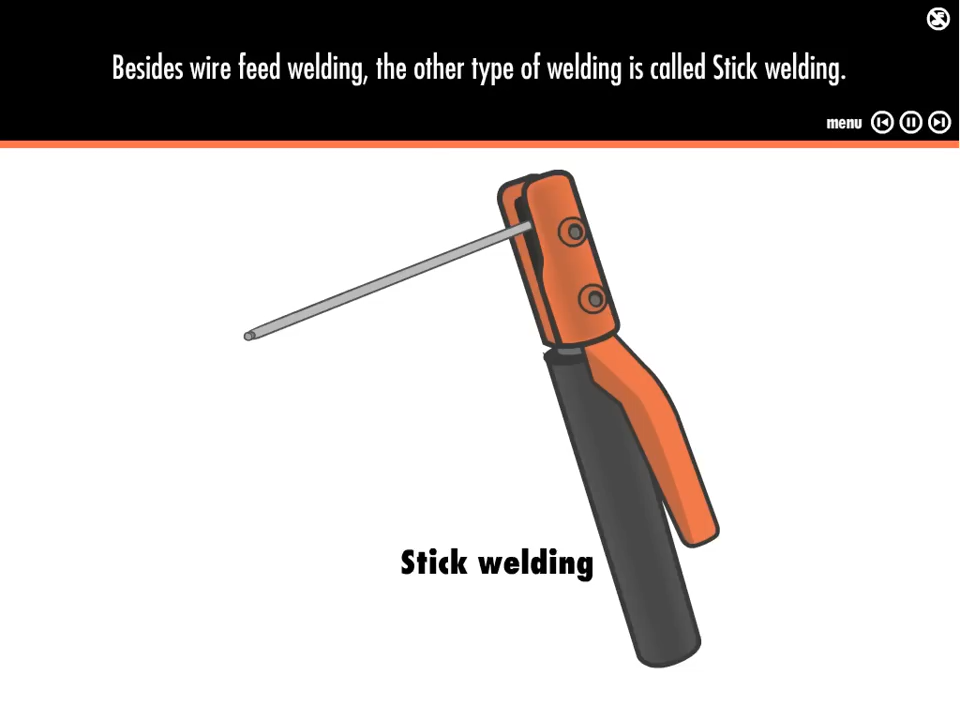 Besides wire feed welding, the other type of welding is called Stick welding.
menu
Stick welding